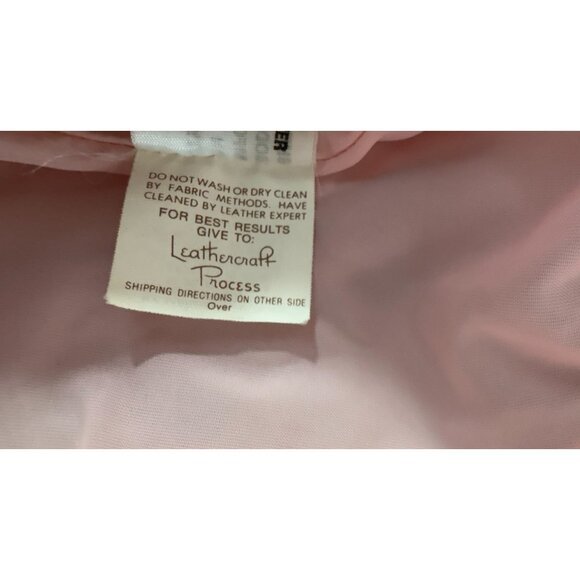 DO NOT WASH OR DRY CLEAN
BY FABRIC METHODS. HAVE
CLEANED BY LEATHER EXPERT
FOR BEST RESULTS
GIVE TO:
Leathercraft
Process
SHIPPING DIRECTIONS ON OTHER SIDE
Over